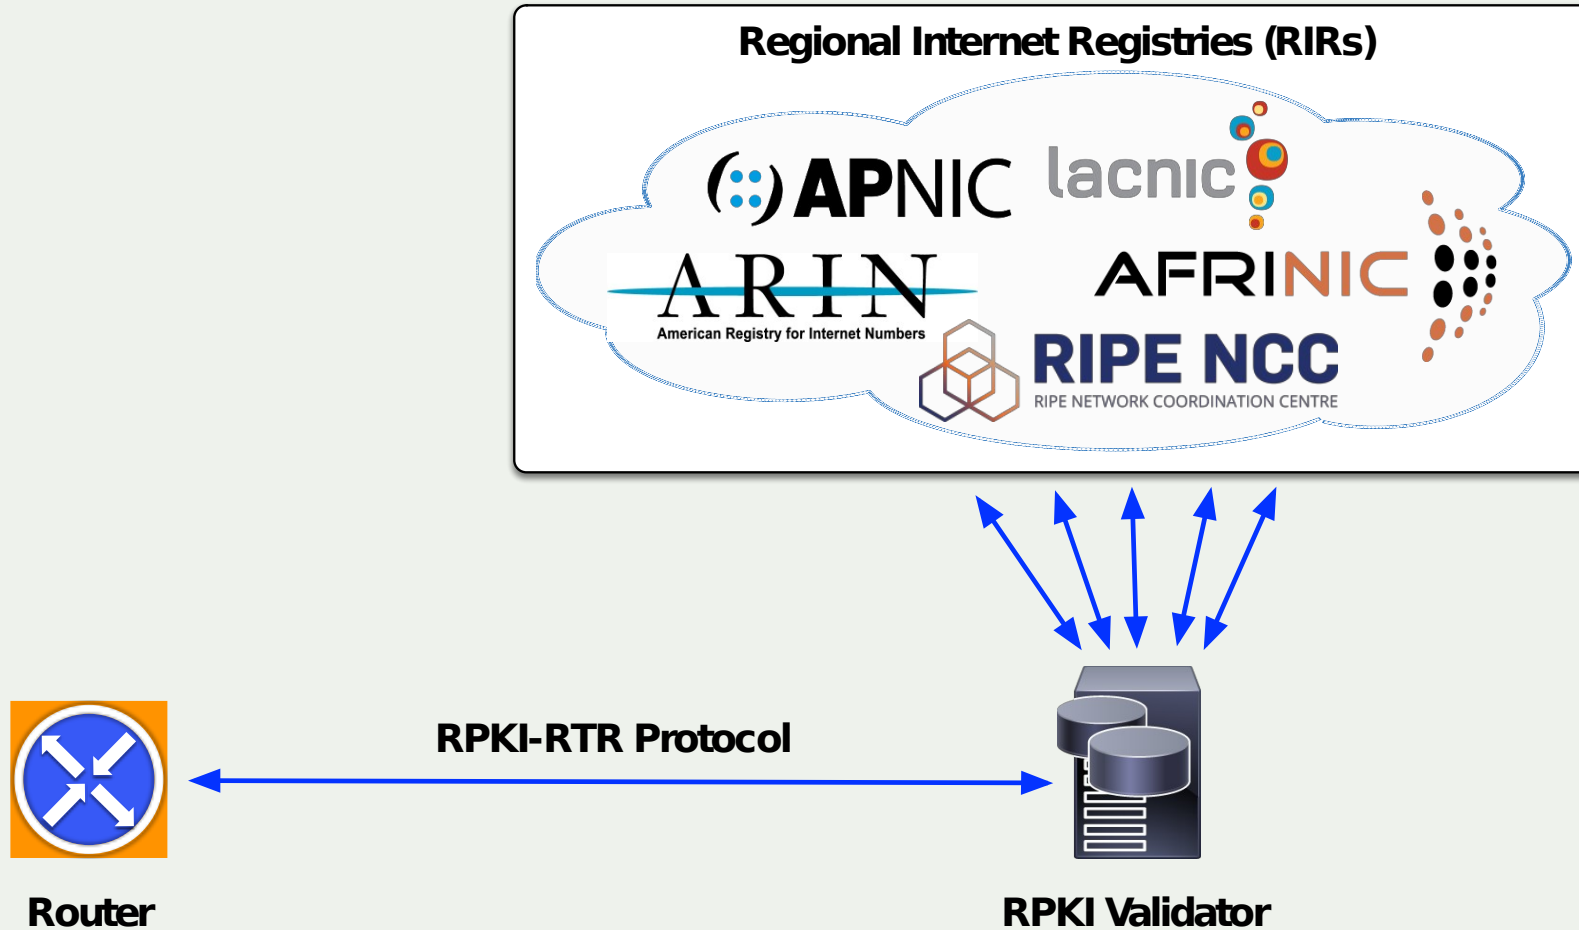 Regional Internet Registries (RIRs)
APNIC
lacnic
ARIN
American Registry for Internet Numbers
AFRINIC
RIPE NCC
RIPE NETWORK COORDINATION CENTRE
RPKI-RTR Protocol
Router
RPKI Validator